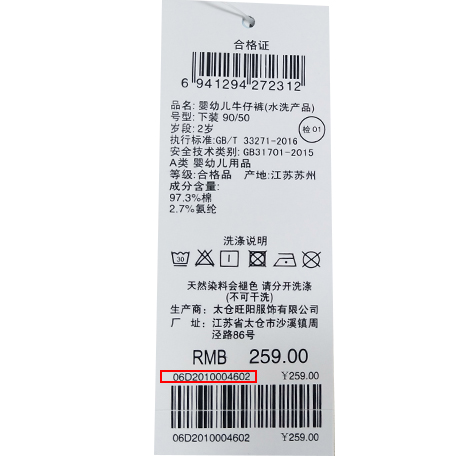 合格证
6 941294 272312
品名: 婴幼儿牛仔裤(水洗产品)
号型: 下装 90/50
岁段: 2岁
检 01
执行标准:GB/T 33271-2016
安全技术类别: GB31701-2015
A类 婴幼儿用品
等级:合格品 产地:江苏苏州
成分含量:
97.3%棉
2.7%氨纶
洗涤说明
30
天然染料会褪色 请分开洗涤
(不可干洗)
生产商: 太仓旺阳服饰有限公司
厂 址: 江苏省太仓市沙溪镇周
泾路86号
RMB 259.00
06D2010004602 ¥259.00
06D2010004602 ¥259.00